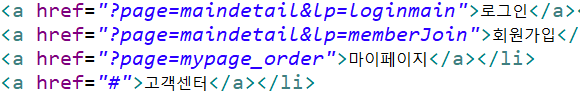 <a href="?page=maindetail&lp=loginmain">로그인</a>
<a href="?page=maindetail&lp=memberJoin">회원가입</
<a href="?page=mypage_order">마이페이지</a></li>
<a href="#">고객센터</a></li>